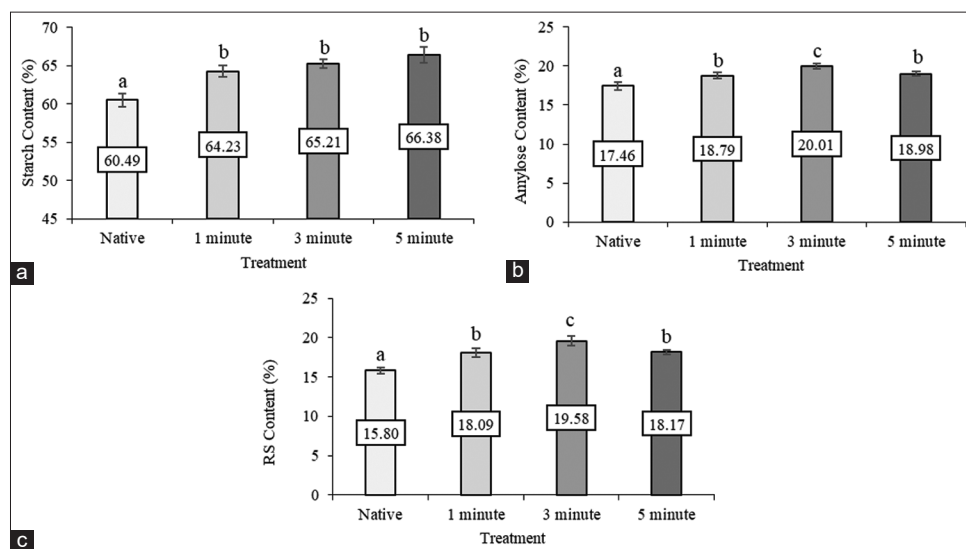 70
65
60
55
50
45
Starch Content (%)
a
b
b
b
60.49
64.23
65.21
66.38
Native
1 minute
3 minute
5 minute
Treatment
a
25
20
15
10
5
0
Amylose Content (%)
a
b
c
b
17.46
18.79
20.01
18.98
Native
1 minute
3 minute
5 minute
Treatment
b
25
20
15
10
5
0
RS Content (%)
a
b
c
b
15.80
18.09
19.58
18.17
Native
1 minute
3 minute
5 minute
Treatment
c